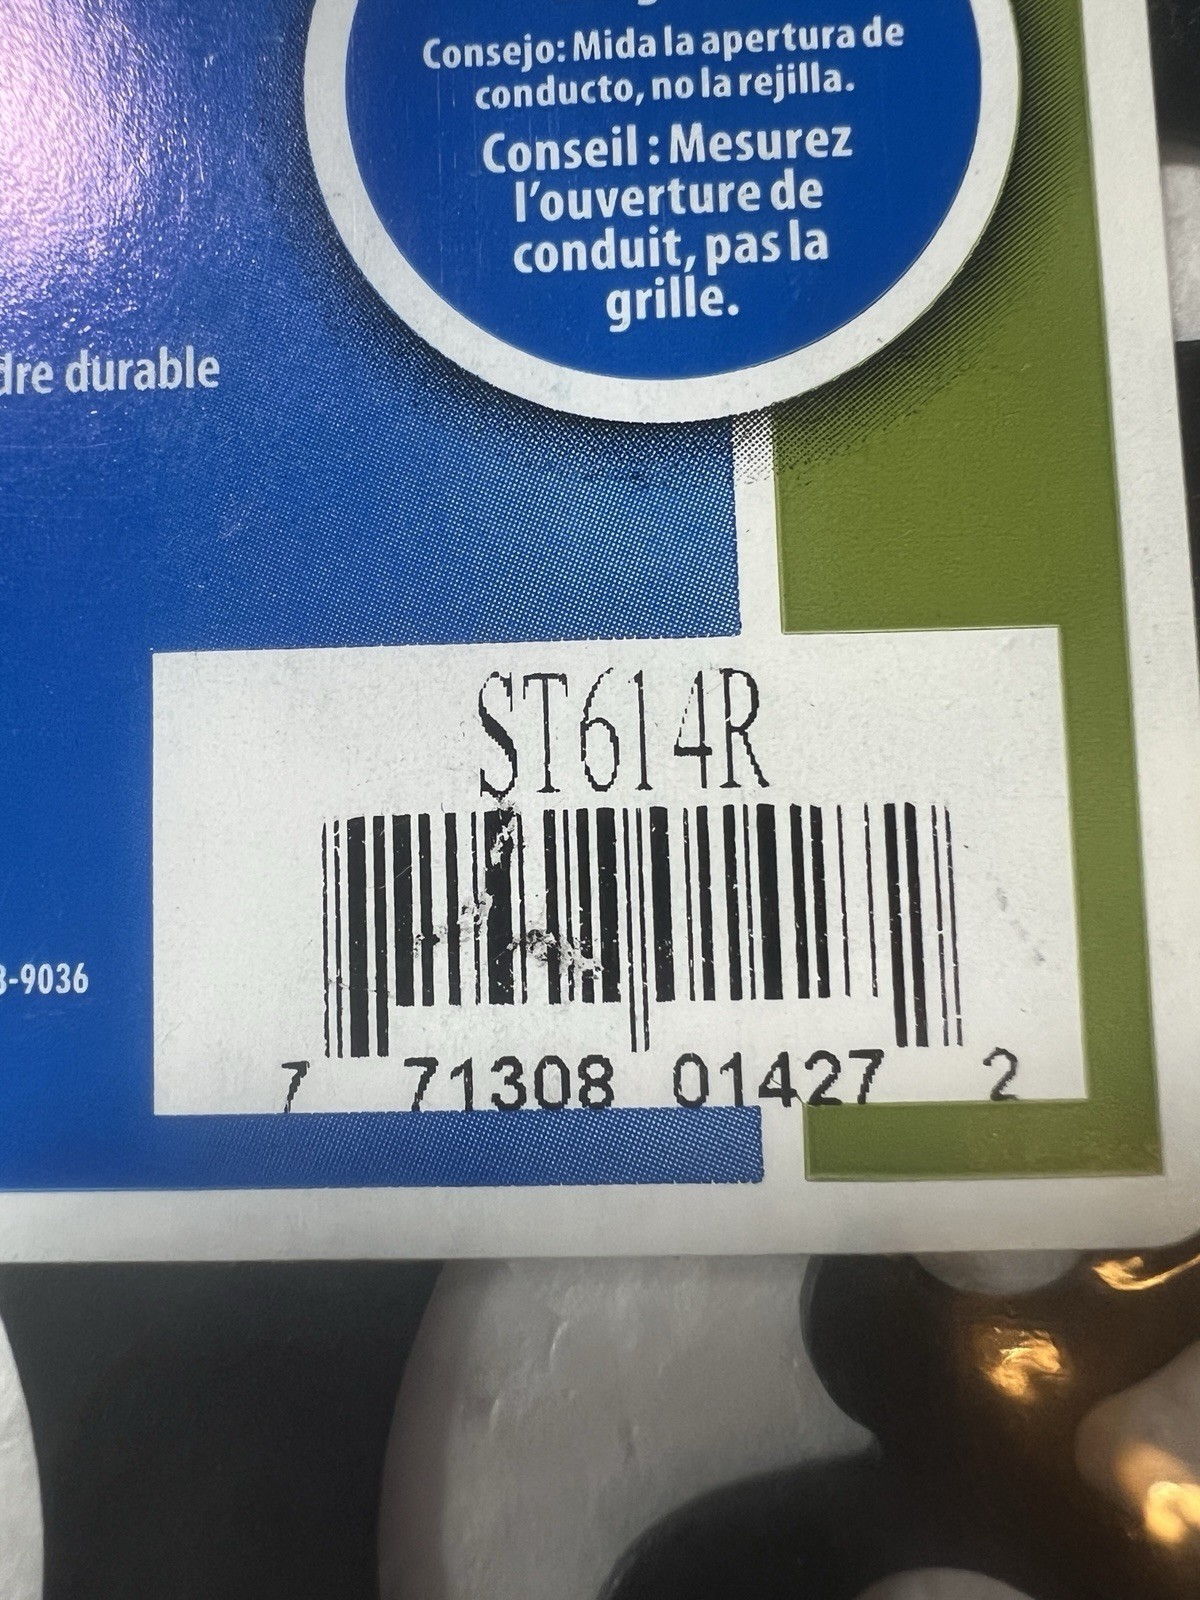 Consejo: Mida la apertura de
conducto, no la rejilla.
Conseil : Mesurez
l'ouverture de
conduit, pas la
grille.
dre durable
ST614R
3-9036
7 71308 01427 2